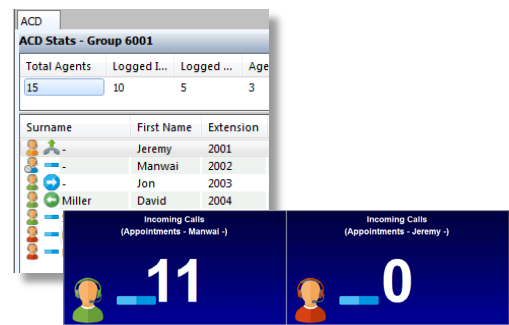 ACD
ACD Stats - Group 6001
Total Agents Logged I... Logged ... Age
15 10 5 3
Surname First Name Extension
- Jeremy 2001
- Manwai 2002
- Jon 2003
Miller David 2004
Incoming Calls
(Appointments - Manwai -)
11
Incoming Calls
(Appointments - Jeremy -)
0